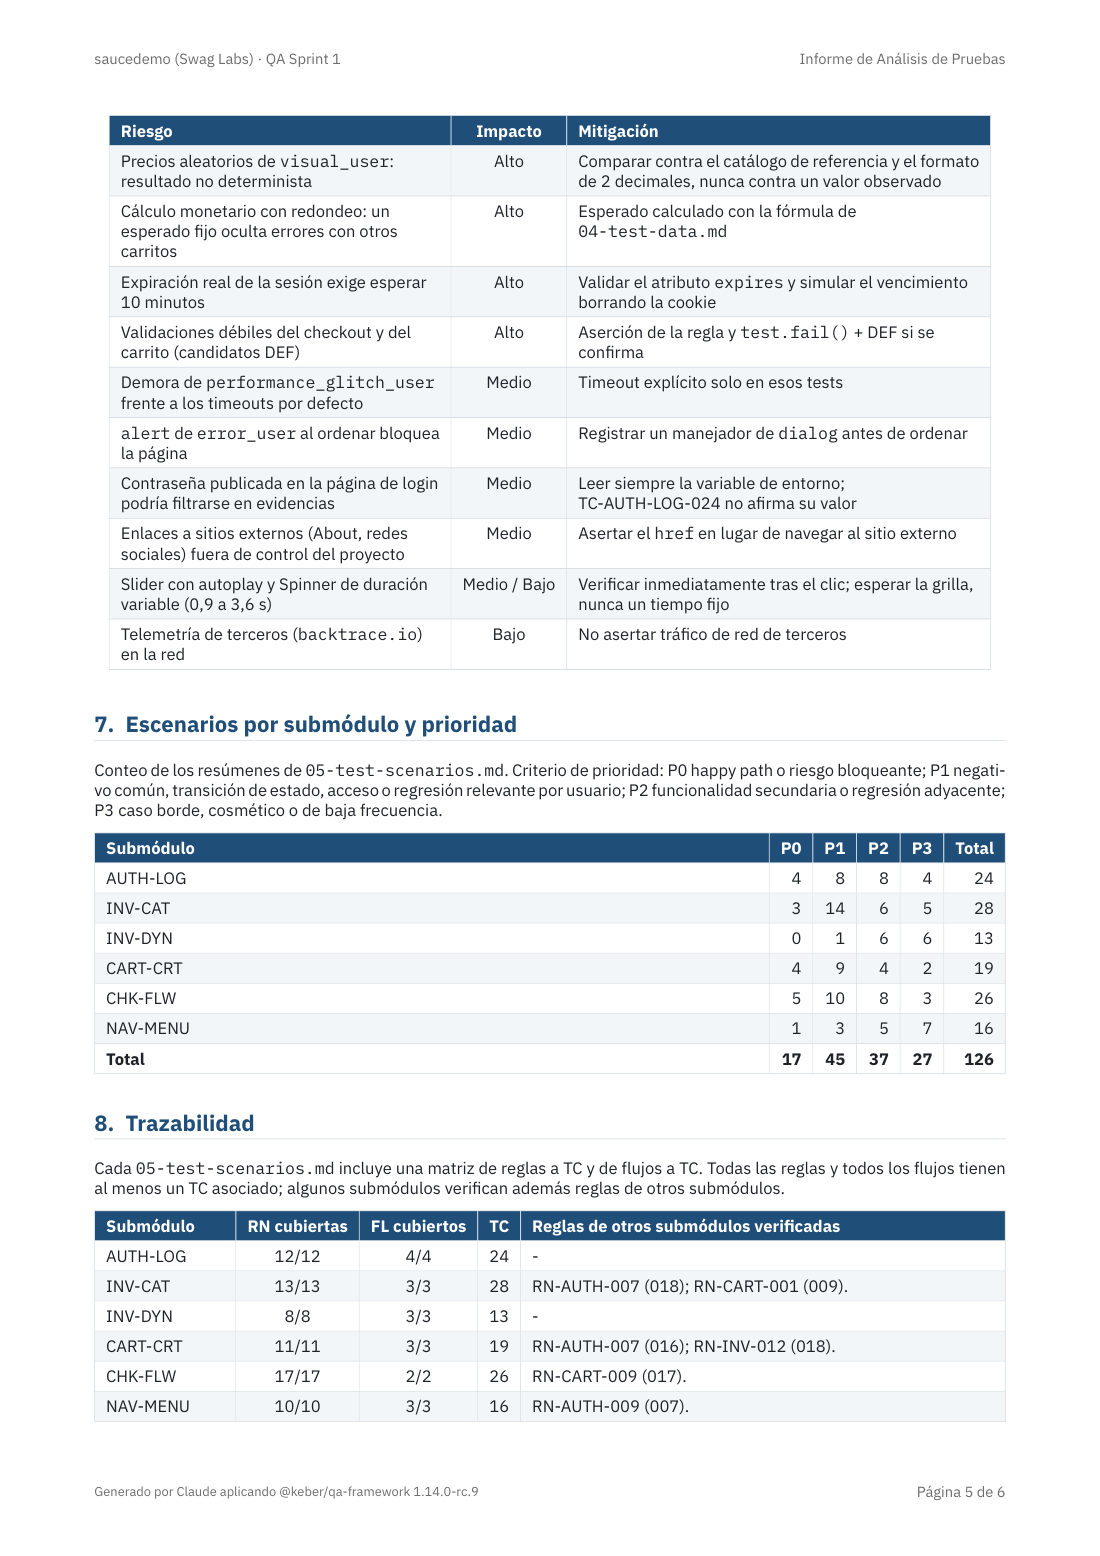 saucedemo (Swag Labs) · QA Sprint 1
Informe de Análisis de Pruebas
Riesgo Impacto Mitigación
Precios aleatorios de visual_user: Alto Comparar contra el catálogo de referencia y el formato
resultado no determinista de 2 decimales, nunca contra un valor observado
Cálculo monetario con redondeo: un Alto Esperado calculado con la fórmula de
esperado fijo oculta errores con otros 04-test-data.md
carritos
Expiración real de la sesión exige esperar Alto Validar el atributo expires y simular el vencimiento
10 minutos borrando la cookie
Validaciones débiles del checkout y del Alto Aserción de la regla y test.fail() + DEF si se
carrito (candidatos DEF) confirma
Demora de performance_glitch_user Medio Timeout explícito solo en esos tests
frente a los timeouts por defecto
alert de error_user al ordenar bloquea Medio Registrar un manejador de dialog antes de ordenar
la página
Contraseña publicada en la página de login Medio Leer siempre la variable de entorno;
podría filtrarse en evidencias TC-AUTH-LOG-024 no afirma su valor
Enlaces a sitios externos (About, redes Medio Asertar el href en lugar de navegar al sitio externo
sociales) fuera de control del proyecto
Slider con autoplay y Spinner de duración Medio / Bajo Verificar inmediatamente tras el clic; esperar la grilla,
variable (0,9 a 3,6 s) nunca un tiempo fijo
Telemetría de terceros (backtrace.io) Bajo No asertar tráfico de red de terceros
en la red
7. Escenarios por submódulo y prioridad
Conteo de los resúmenes de 05-test-scenarios.md. Criterio de prioridad: P0 happy path o riesgo bloqueante; P1 negati-
vo común, transición de estado, acceso o regresión relevante por usuario; P2 funcionalidad secundaria o regresión adyacente;
P3 caso borde, cosmético o de baja frecuencia.
Submódulo P0 P1 P2 P3 Total
AUTH-LOG 4 8 8 4 24
INV-CAT 3 14 6 5 28
INV-DYN 0 1 6 6 13
CART-CRT 4 9 4 2 19
CHK-FLW 5 10 8 3 26
NAV-MENU 1 3 5 7 16
Total 17 45 37 27 126
8. Trazabilidad
Cada 05-test-scenarios.md incluye una matriz de reglas a TC y de flujos a TC. Todas las reglas y todos los flujos tienen
al menos un TC asociado; algunos submódulos verifican además reglas de otros submódulos.
Submódulo RN cubiertas FL cubiertos TC Reglas de otros submódulos verificadas
AUTH-LOG 12/12 4/4 24 -
INV-CAT 13/13 3/3 28 RN-AUTH-007 (018); RN-CART-001 (009).
INV-DYN 8/8 3/3 13 -
CART-CRT 11/11 3/3 19 RN-AUTH-007 (016); RN-INV-012 (018).
CHK-FLW 17/17 2/2 26 RN-CART-009 (017).
NAV-MENU 10/10 3/3 16 RN-AUTH-009 (007).
Generado por Claude aplicando @keber/qa-framework 1.14.0-rc.9
Página 5 de 6